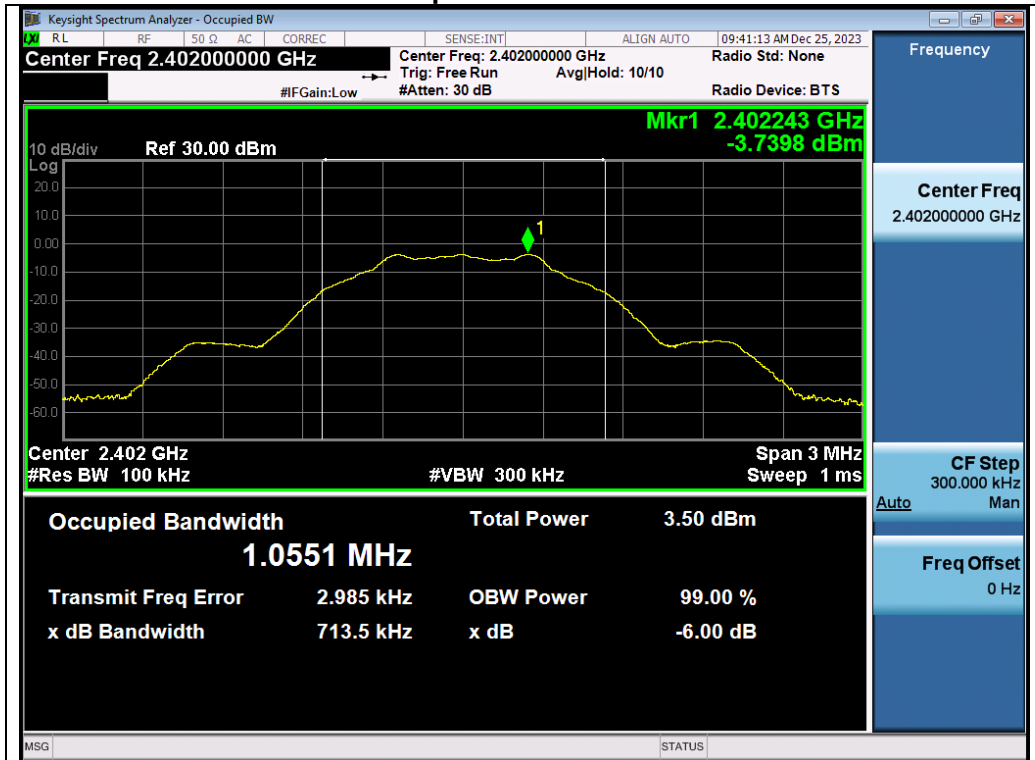 Keysight Spectrum Analyzer - Occupied BW
LXI RL RF 50 Ω AC CORREC SENSE:INT ALIGN AUTO 09:41:13 AM Dec 25, 2023
Center Freq 2.402000000 GHz
Center Freq: 2.402000000 GHz
Radio Std: None
Trig: Free Run Avg|Hold: 10/10
#IFGain:Low
#Atten: 30 dB
Radio Device: BTS
Frequency
Mkr1 2.402243 GHz
-3.7398 dBm
10 dB/div Ref 30.00 dBm
Log
20.0
10.0
0.00
-10.0
-20.0
-30.0
-40.0
-50.0
-60.0
1
Center 2.402 GHz Span 3 MHz
#Res BW 100 kHz #VBW 300 kHz Sweep 1 ms
Center Freq
2.402000000 GHz
CF Step
300.000 kHz
Auto Man
Freq Offset
0 Hz
Occupied Bandwidth Total Power 3.50 dBm
1.0551 MHz
Transmit Freq Error 2.985 kHz OBW Power 99.00 %
x dB Bandwidth 713.5 kHz x dB -6.00 dB
MSG STATUS